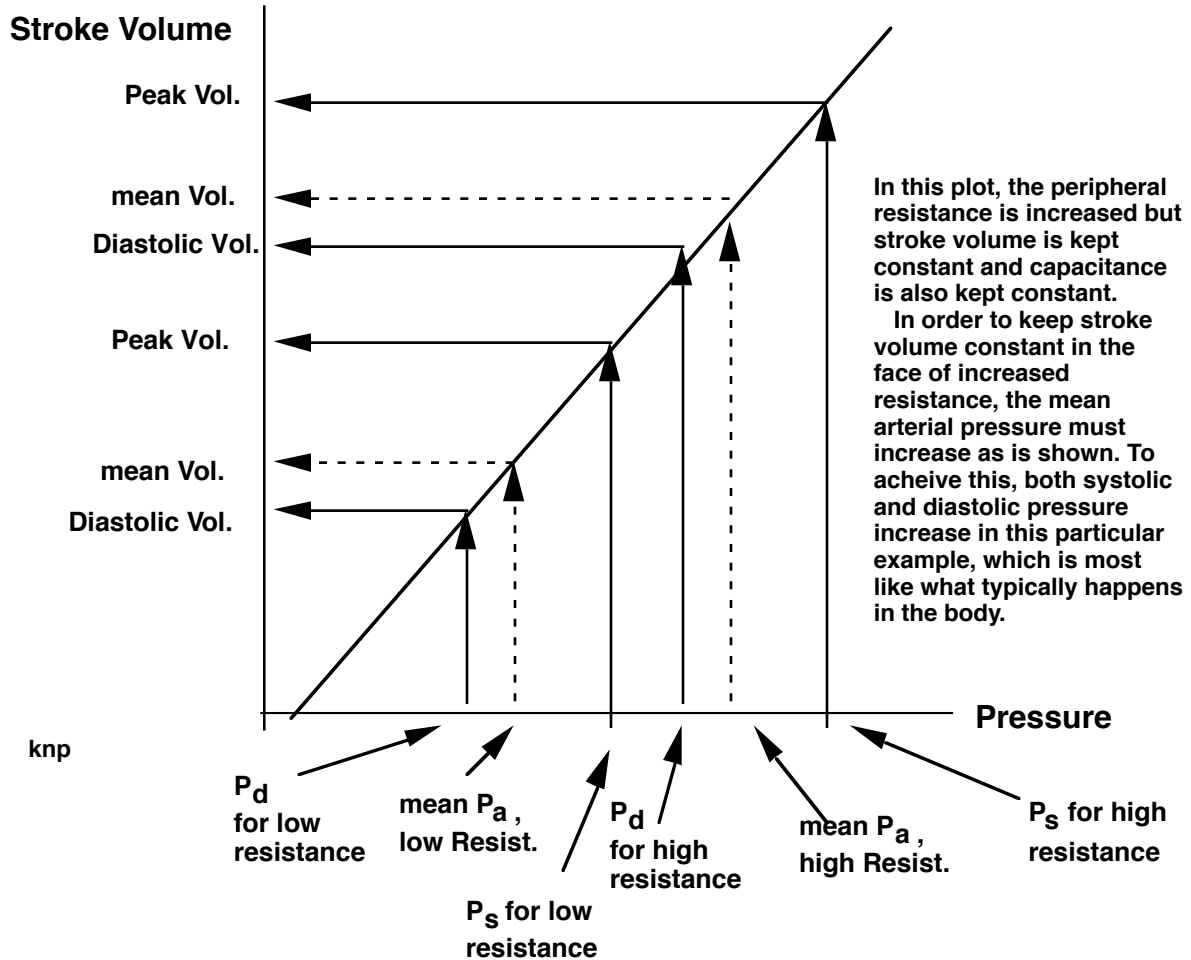 Stroke Volume
Peak Vol.
mean Vol.
Diastolic Vol.
Peak Vol.
mean Vol.
Diastolic Vol.
In this plot, the peripheral
resistance is increased but
stroke volume is kept
constant and capacitance
is also kept constant.
In order to keep stroke
volume constant in the
face of increased
resistance, the mean
arterial pressure must
increase as is shown. To
acheive this, both systolic
and diastolic pressure
increase in this particular
example, which is most
like what typically happens
in the body.
Pressure
knp
Pd
for low
resistance
mean Pa ,
low Resist.
Ps for low
resistance
Pd
for high
resistance
mean Pa ,
high Resist.
Ps for high
resistance